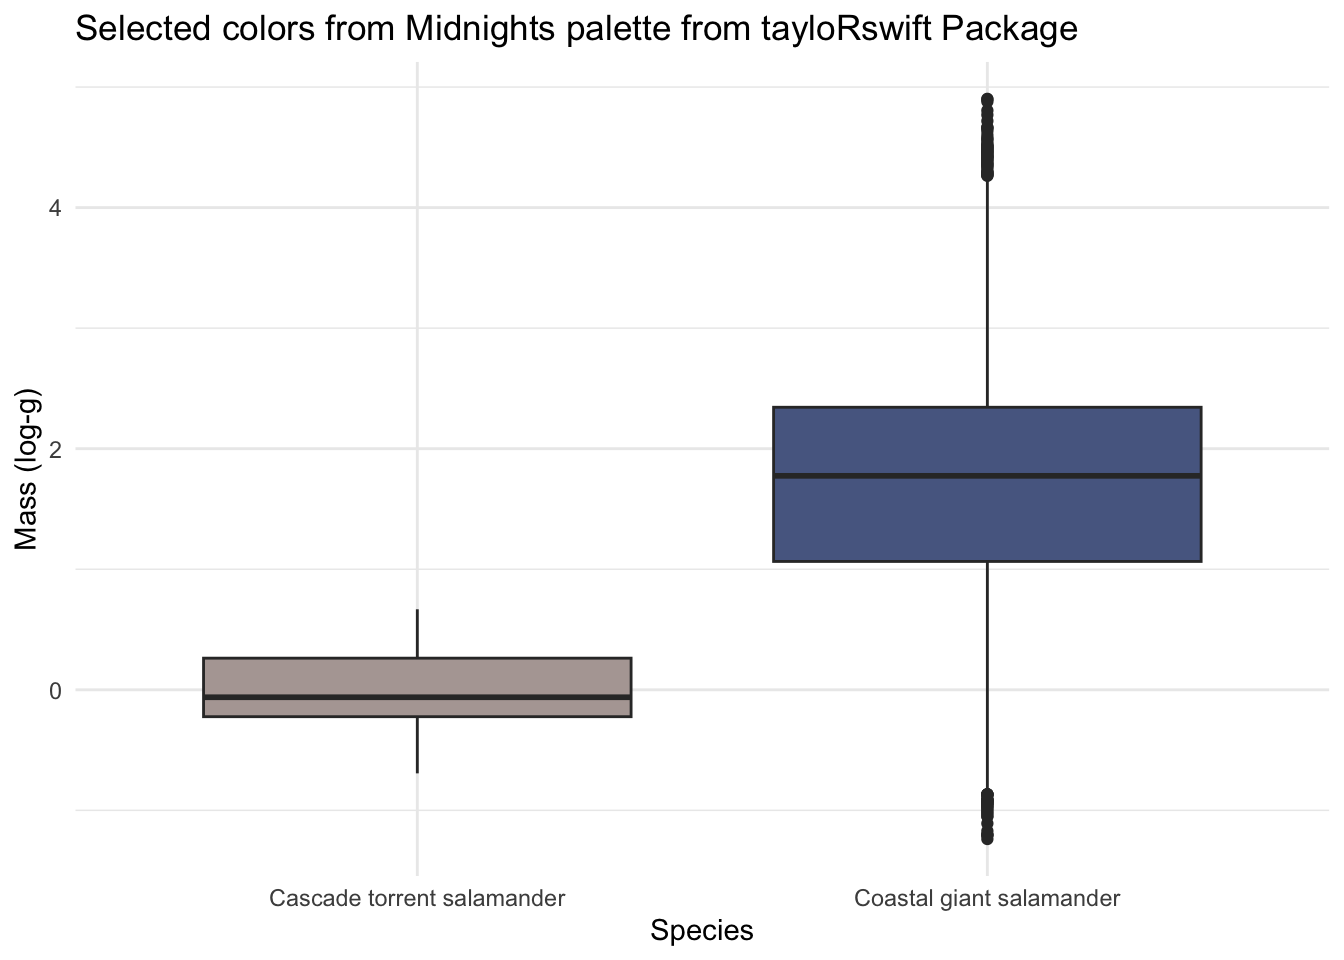 Selected colors from Midnights palette from tayloRswift Package
4
2
0
Mass (log-g)
Cascade torrent salamander
Coastal giant salamander
Species